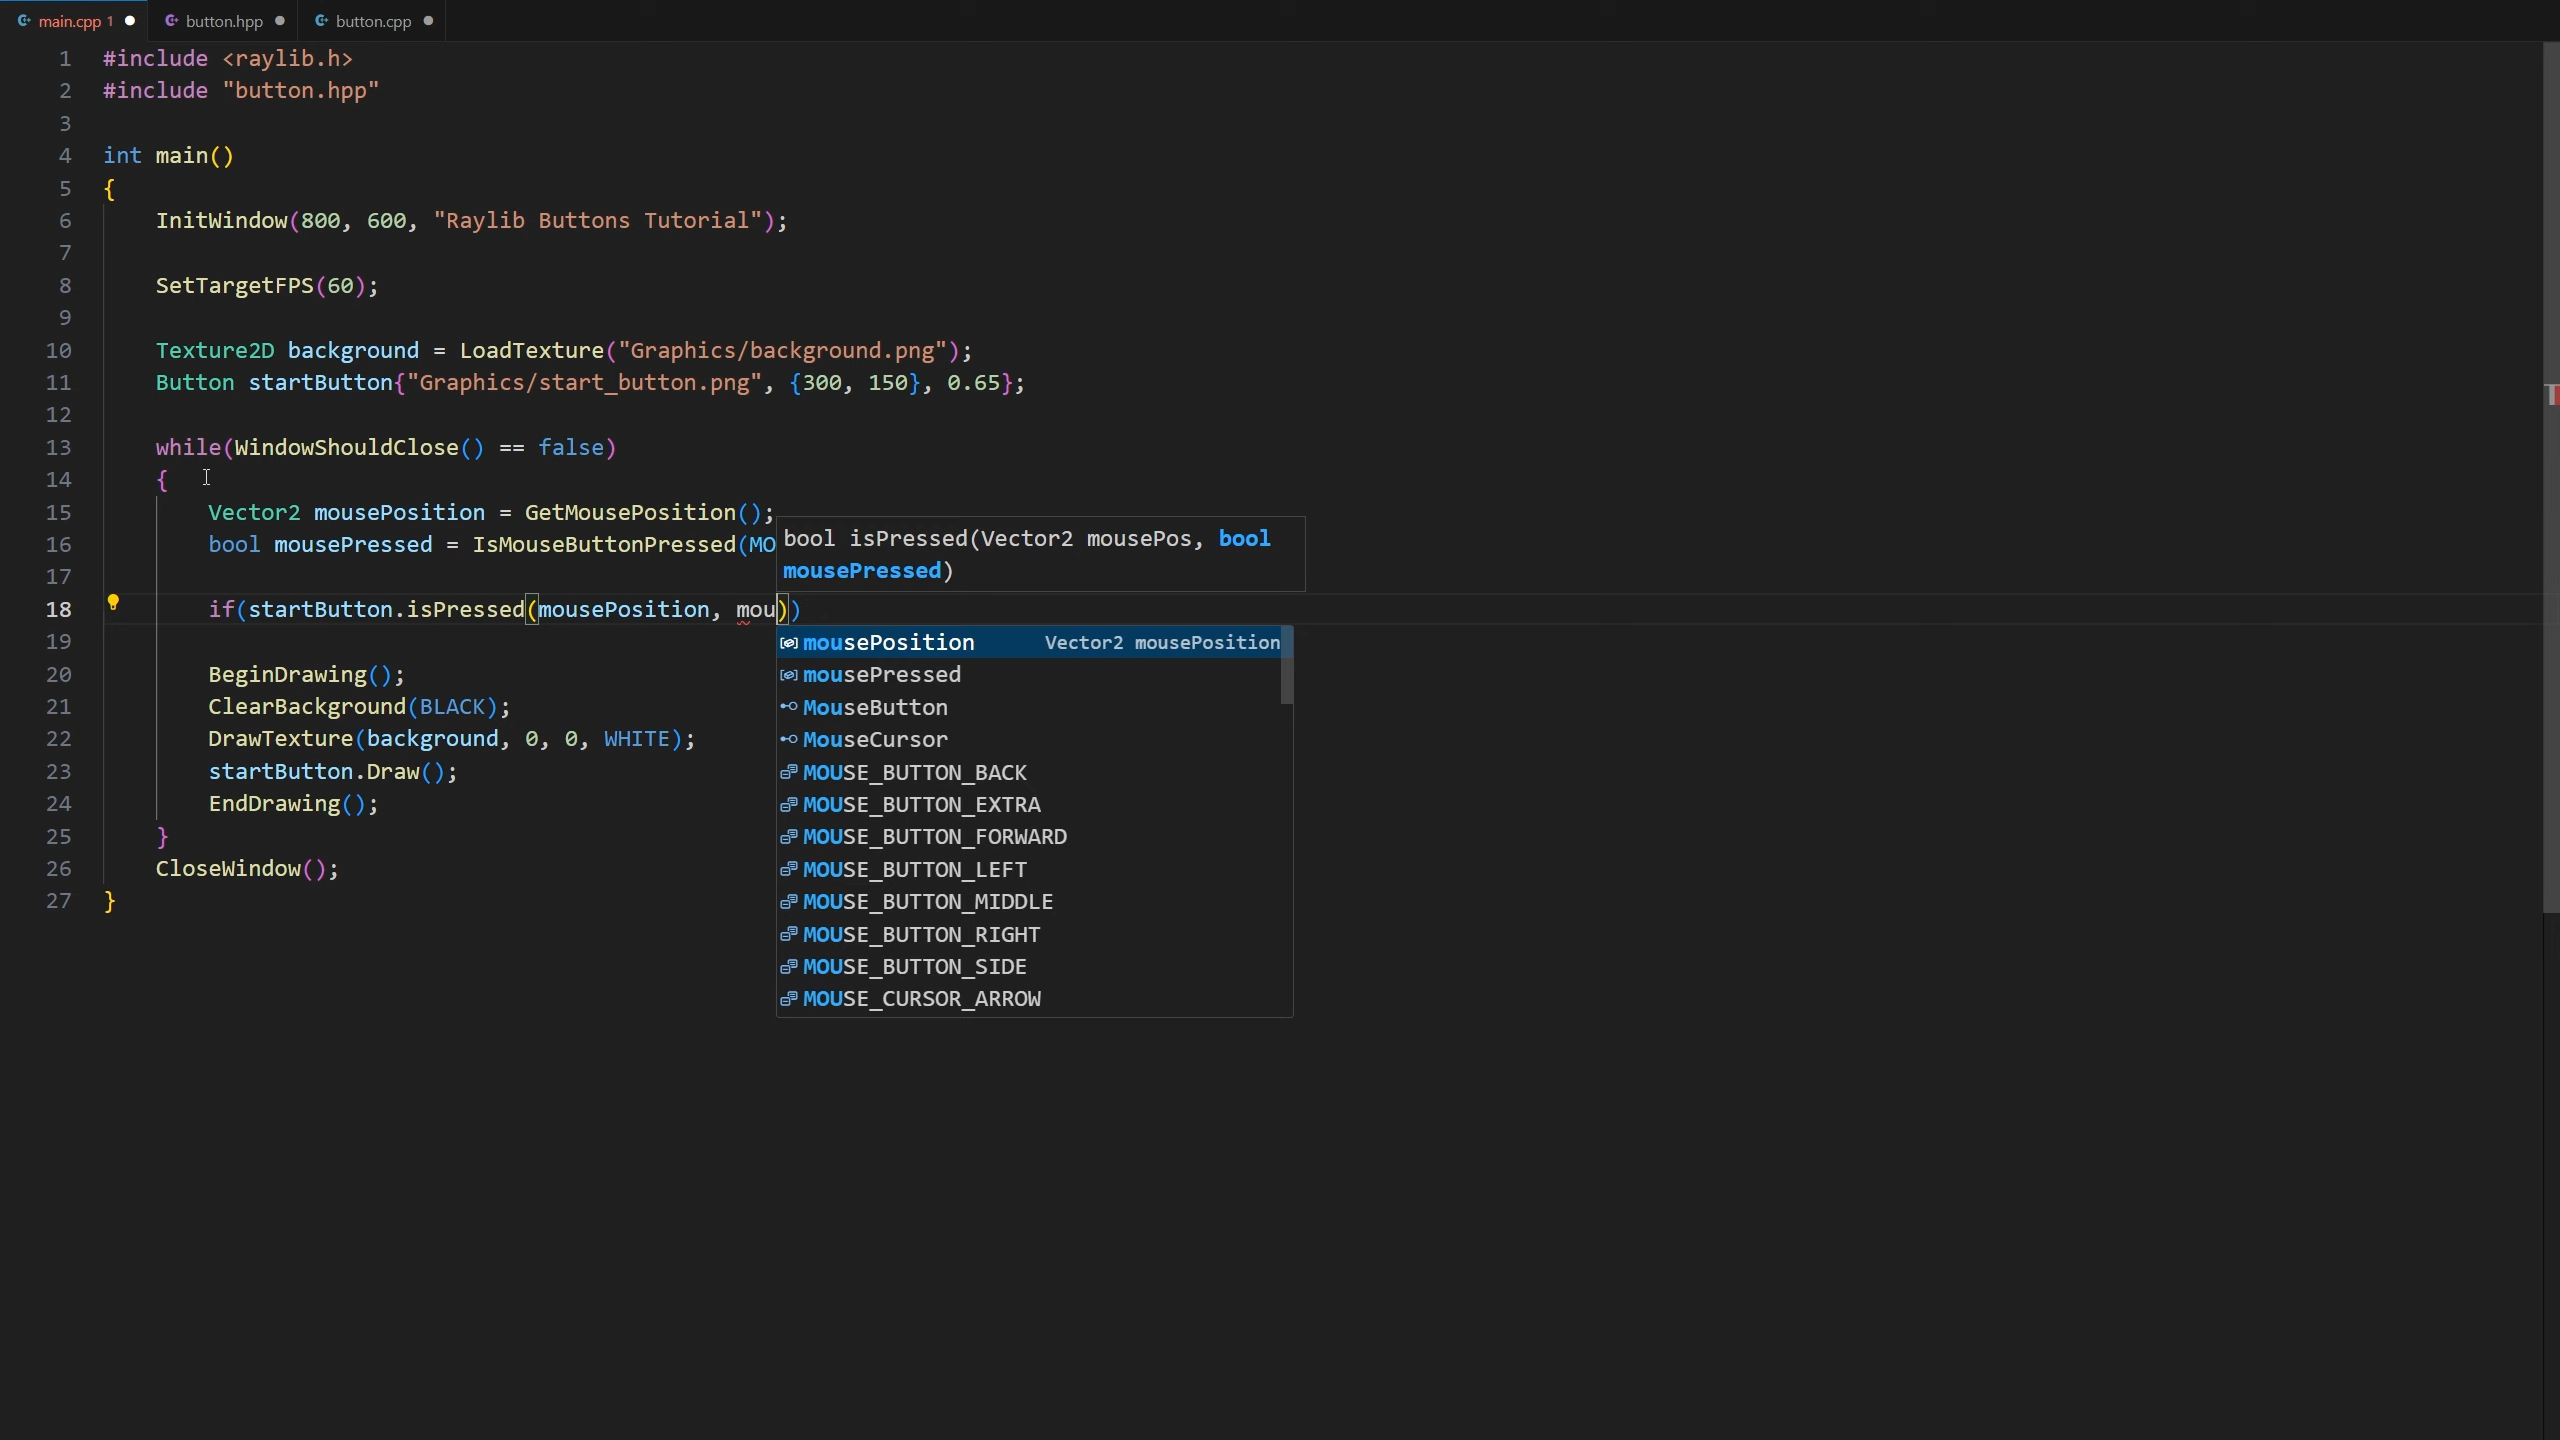 main.cpp 1 button.hpp button.cpp
1 #include <raylib.h>
2 #include "button.hpp"
3
4 int main()
5 {
6 InitWindow(800, 600, "Raylib Buttons Tutorial");
7
8 SetTargetFPS(60);
9
10 Texture2D background = LoadTexture("Graphics/background.png");
11 Button startButton{"Graphics/start_button.png", {300, 150}, 0.65};
12
13 while(WindowShouldClose() == false)
14 {
15 Vector2 mousePosition = GetMousePosition();
16 bool mousePressed = IsMouseButtonPressed(MO
bool isPressed(Vector2 mousePos, bool
mousePressed)
17
18 if(startButton.isPressed(mousePosition, mou))
19
mousePosition Vector2 mousePosition
mousePressed
MouseButton
MouseCursor
MOUSE_BUTTON_BACK
MOUSE_BUTTON_EXTRA
MOUSE_BUTTON_FORWARD
MOUSE_BUTTON_LEFT
MOUSE_BUTTON_MIDDLE
MOUSE_BUTTON_RIGHT
MOUSE_BUTTON_SIDE
MOUSE_CURSOR_ARROW
20 BeginDrawing();
21 ClearBackground(BLACK);
22 DrawTexture(background, 0, 0, WHITE);
23 startButton.Draw();
24 EndDrawing();
25 }
26 CloseWindow();
27 }